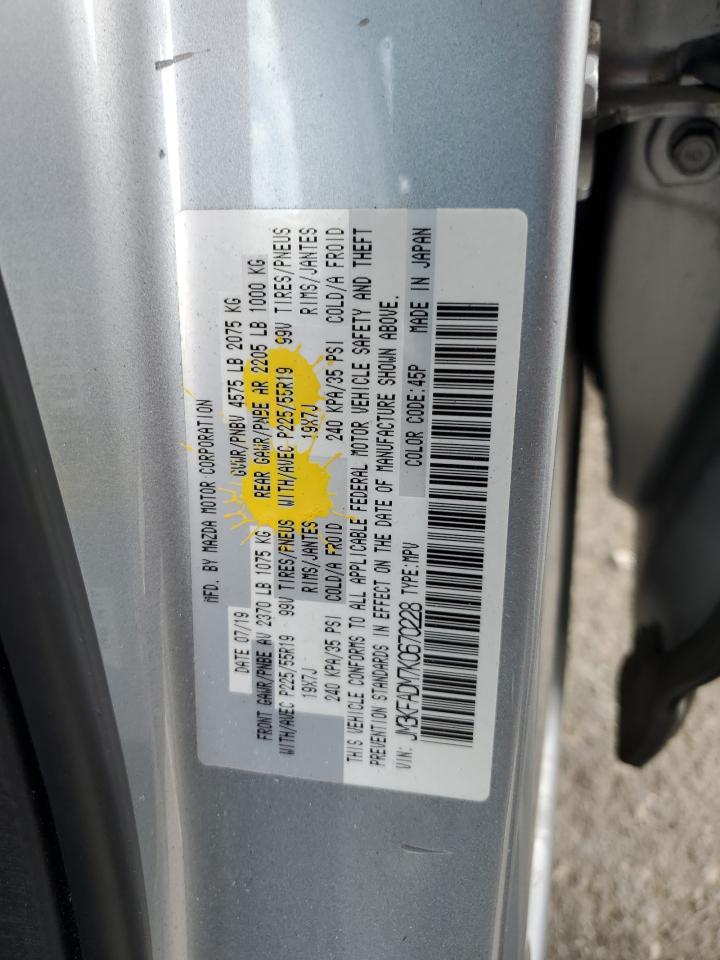 MFD. BY MAZDA MOTOR CORPORATION
DATE 07/19 GVWR/PNBV 4575 LB 2075 KG
FRONT GAWR/PNBE AV 2370 LB 1075 KG REAR GAWR/PNBE AR 2205 LB 1000 KG
WITH/AVEC P225/55R19 99V TIRES/PNEUS WITH/AVEC P225/55R19 99V TIRES/PNEUS
19X7J RIMS/JANTES 19X7J RIMS/JANTES
240 KPA/35 PSI COLD/A FROID 240 KPA/35 PSI COLD/A FROID
THIS VEHICLE CONFORMS TO ALL APPLICABLE FEDERAL MOTOR VEHICLE SAFETY AND THEFT
PREVENTION STANDARDS IN EFFECT ON THE DATE OF MANUFACTURE SHOWN ABOVE.
VIN: JM3KFADM7K0670228 TYPE:MPV COLOR CODE:45P MADE IN JAPAN